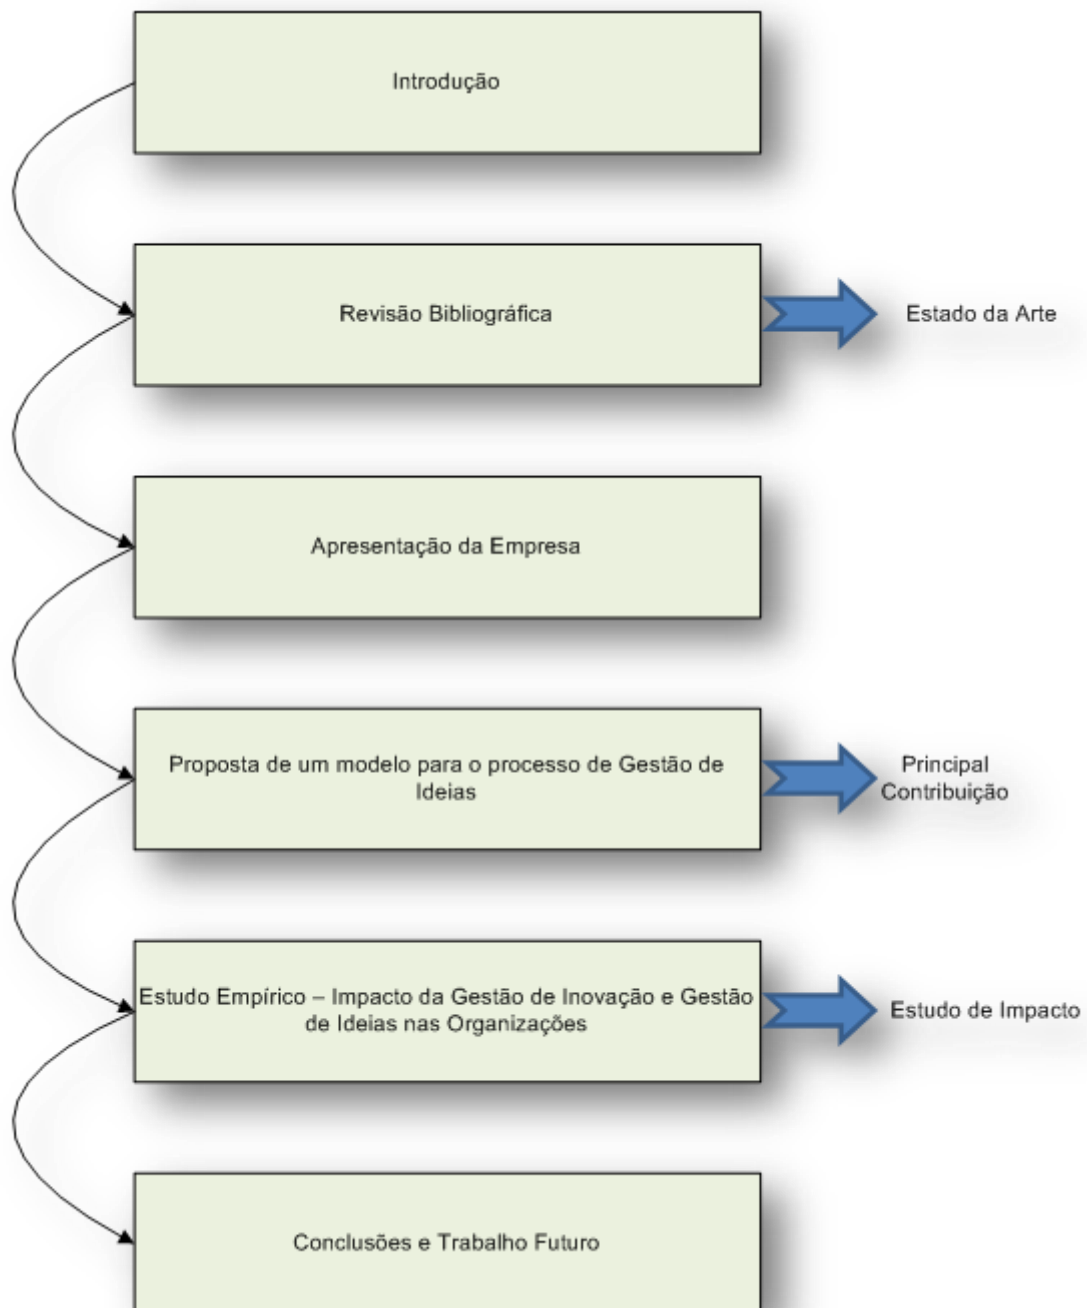 Introdução
Revisão Bibliográfica
Estado da Arte
Apresentação da Empresa
Proposta de um modelo para o processo de Gestão de
Ideias
Principal
Contribuição
Estudo Empírico – Impacto da Gestão de Inovação e Gestão
de Ideias nas Organizações
Estudo de Impacto
Conclusões e Trabalho Futuro